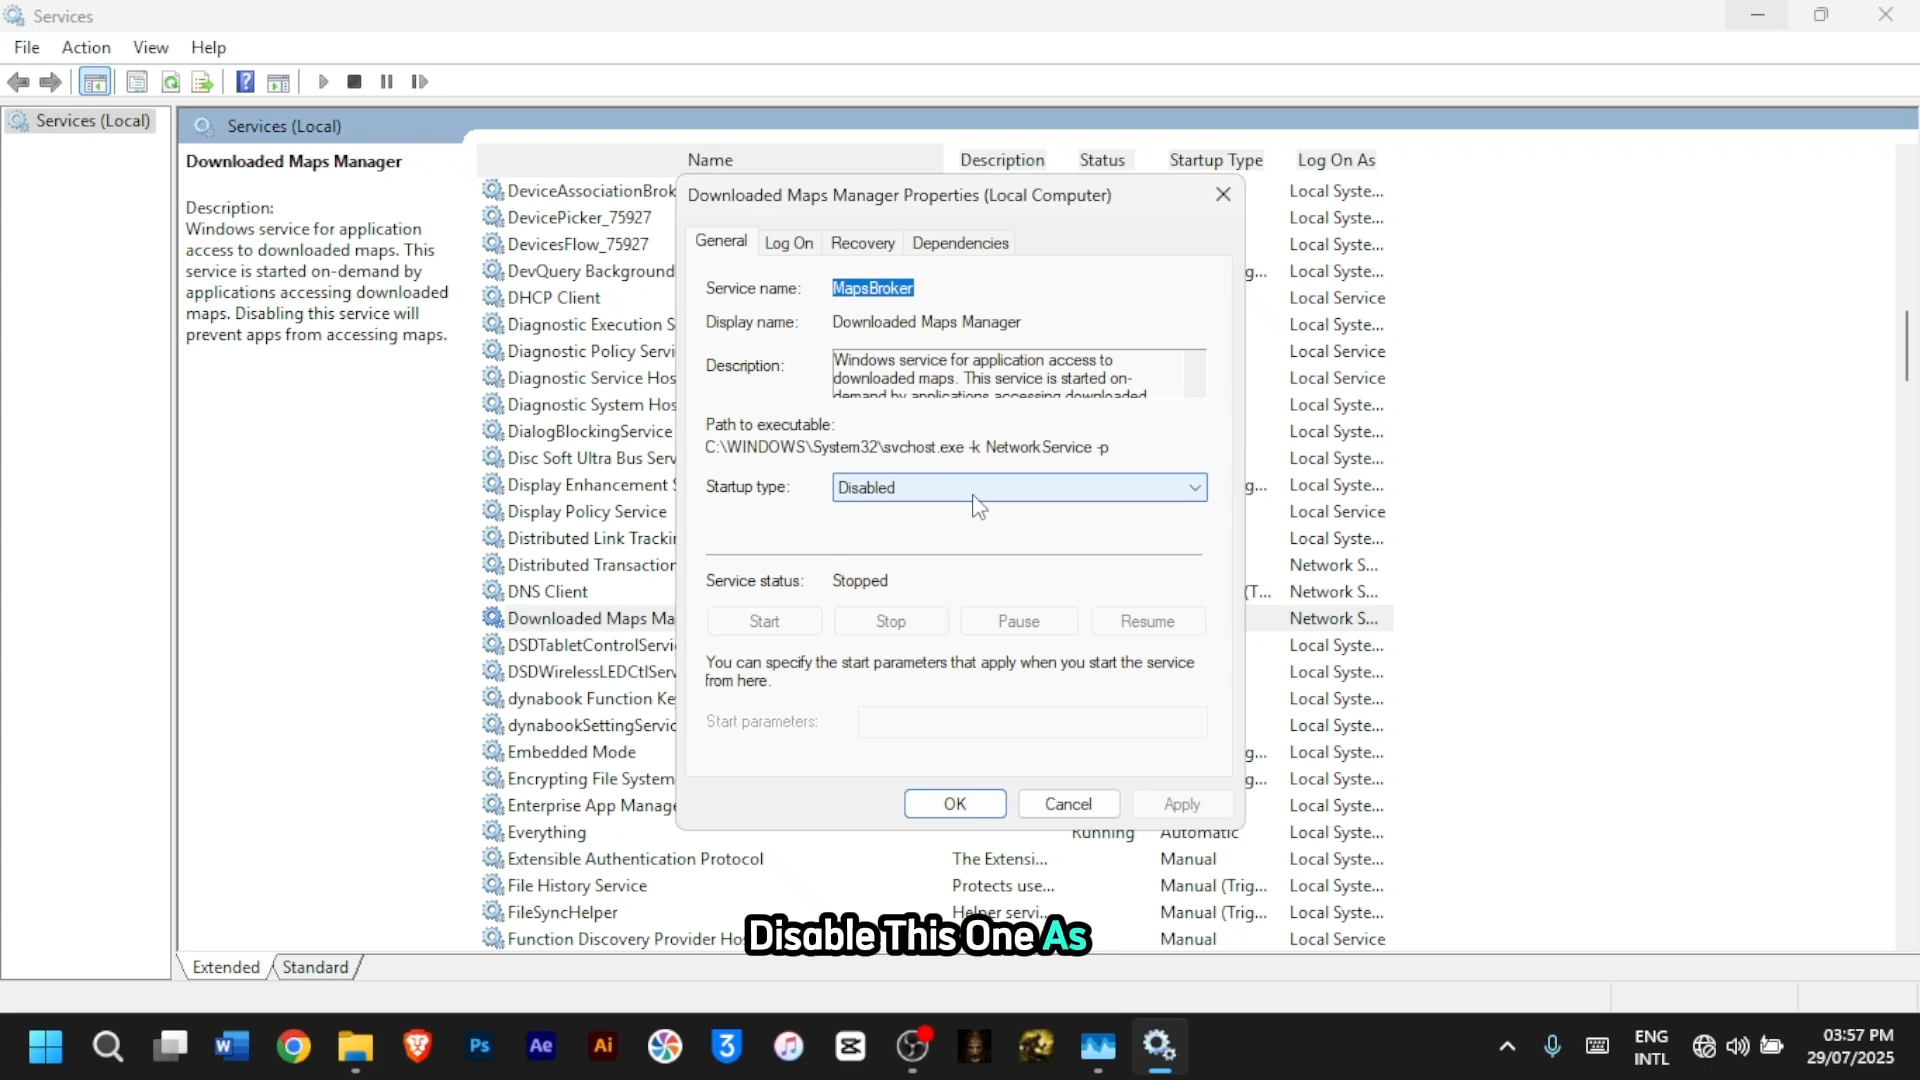 Services
File Action View Help
Services (Local)
Services (Local)
Downloaded Maps Manager
Description:
Windows service for application
access to downloaded maps. This
service is started on-demand by
applications accessing downloaded
maps. Disabling this service will
prevent apps from accessing maps.
Name Description Status Startup Type Log On As
DeviceAssociationBrok Local Syste...
DevicePicker_75927 Local Syste...
DevicesFlow_75927 Local Syste...
DevQuery Background g... Local Syste...
DHCP Client Local Service
Diagnostic Execution S Local Syste...
Diagnostic Policy Servi Local Service
Diagnostic Service Hos Local Service
Diagnostic System Hos Local Syste...
DialogBlockingService Local Syste...
Disc Soft Ultra Bus Serv Local Syste...
Display Enhancement S g... Local Syste...
Display Policy Service Local Service
Distributed Link Trackin Local Syste...
Distributed Transaction Network S...
DNS Client (T... Network S...
Downloaded Maps Ma Network S...
DSDTabletControlServi Local Syste...
DSDWirelessLEDCtlServ Local Syste...
dynabook Function Ke Local Syste...
dynabookSettingServic Local Syste...
Embedded Mode g... Local Syste...
Encrypting File System g... Local Syste...
Enterprise App Manage Local Syste...
Everything Running Automatic Local Syste...
Extensible Authentication Protocol The Extensi... Manual Local Syste...
File History Service Protects use... Manual (Trig... Local Syste...
FileSyncHelper Helper servi... Manual (Trig... Local Syste...
Function Discovery Provider Ho Manual Local Service
Downloaded Maps Manager Properties (Local Computer)
General Log On Recovery Dependencies
Service name: MapsBroker
Display name: Downloaded Maps Manager
Description: Windows service for application access to
downloaded maps. This service is started on-
demand by applications accessing downloaded
Path to executable:
C:\WINDOWS\System32\svchost.exe -k NetworkService -p
Startup type: Disabled
Service status: Stopped
Start Stop Pause Resume
You can specify the start parameters that apply when you start the service
from here.
Start parameters:
OK Cancel Apply
Disable This One As
Extended Standard
W Ps Ae Ai 3
ENG
INTL
03:57 PM
29/07/2025